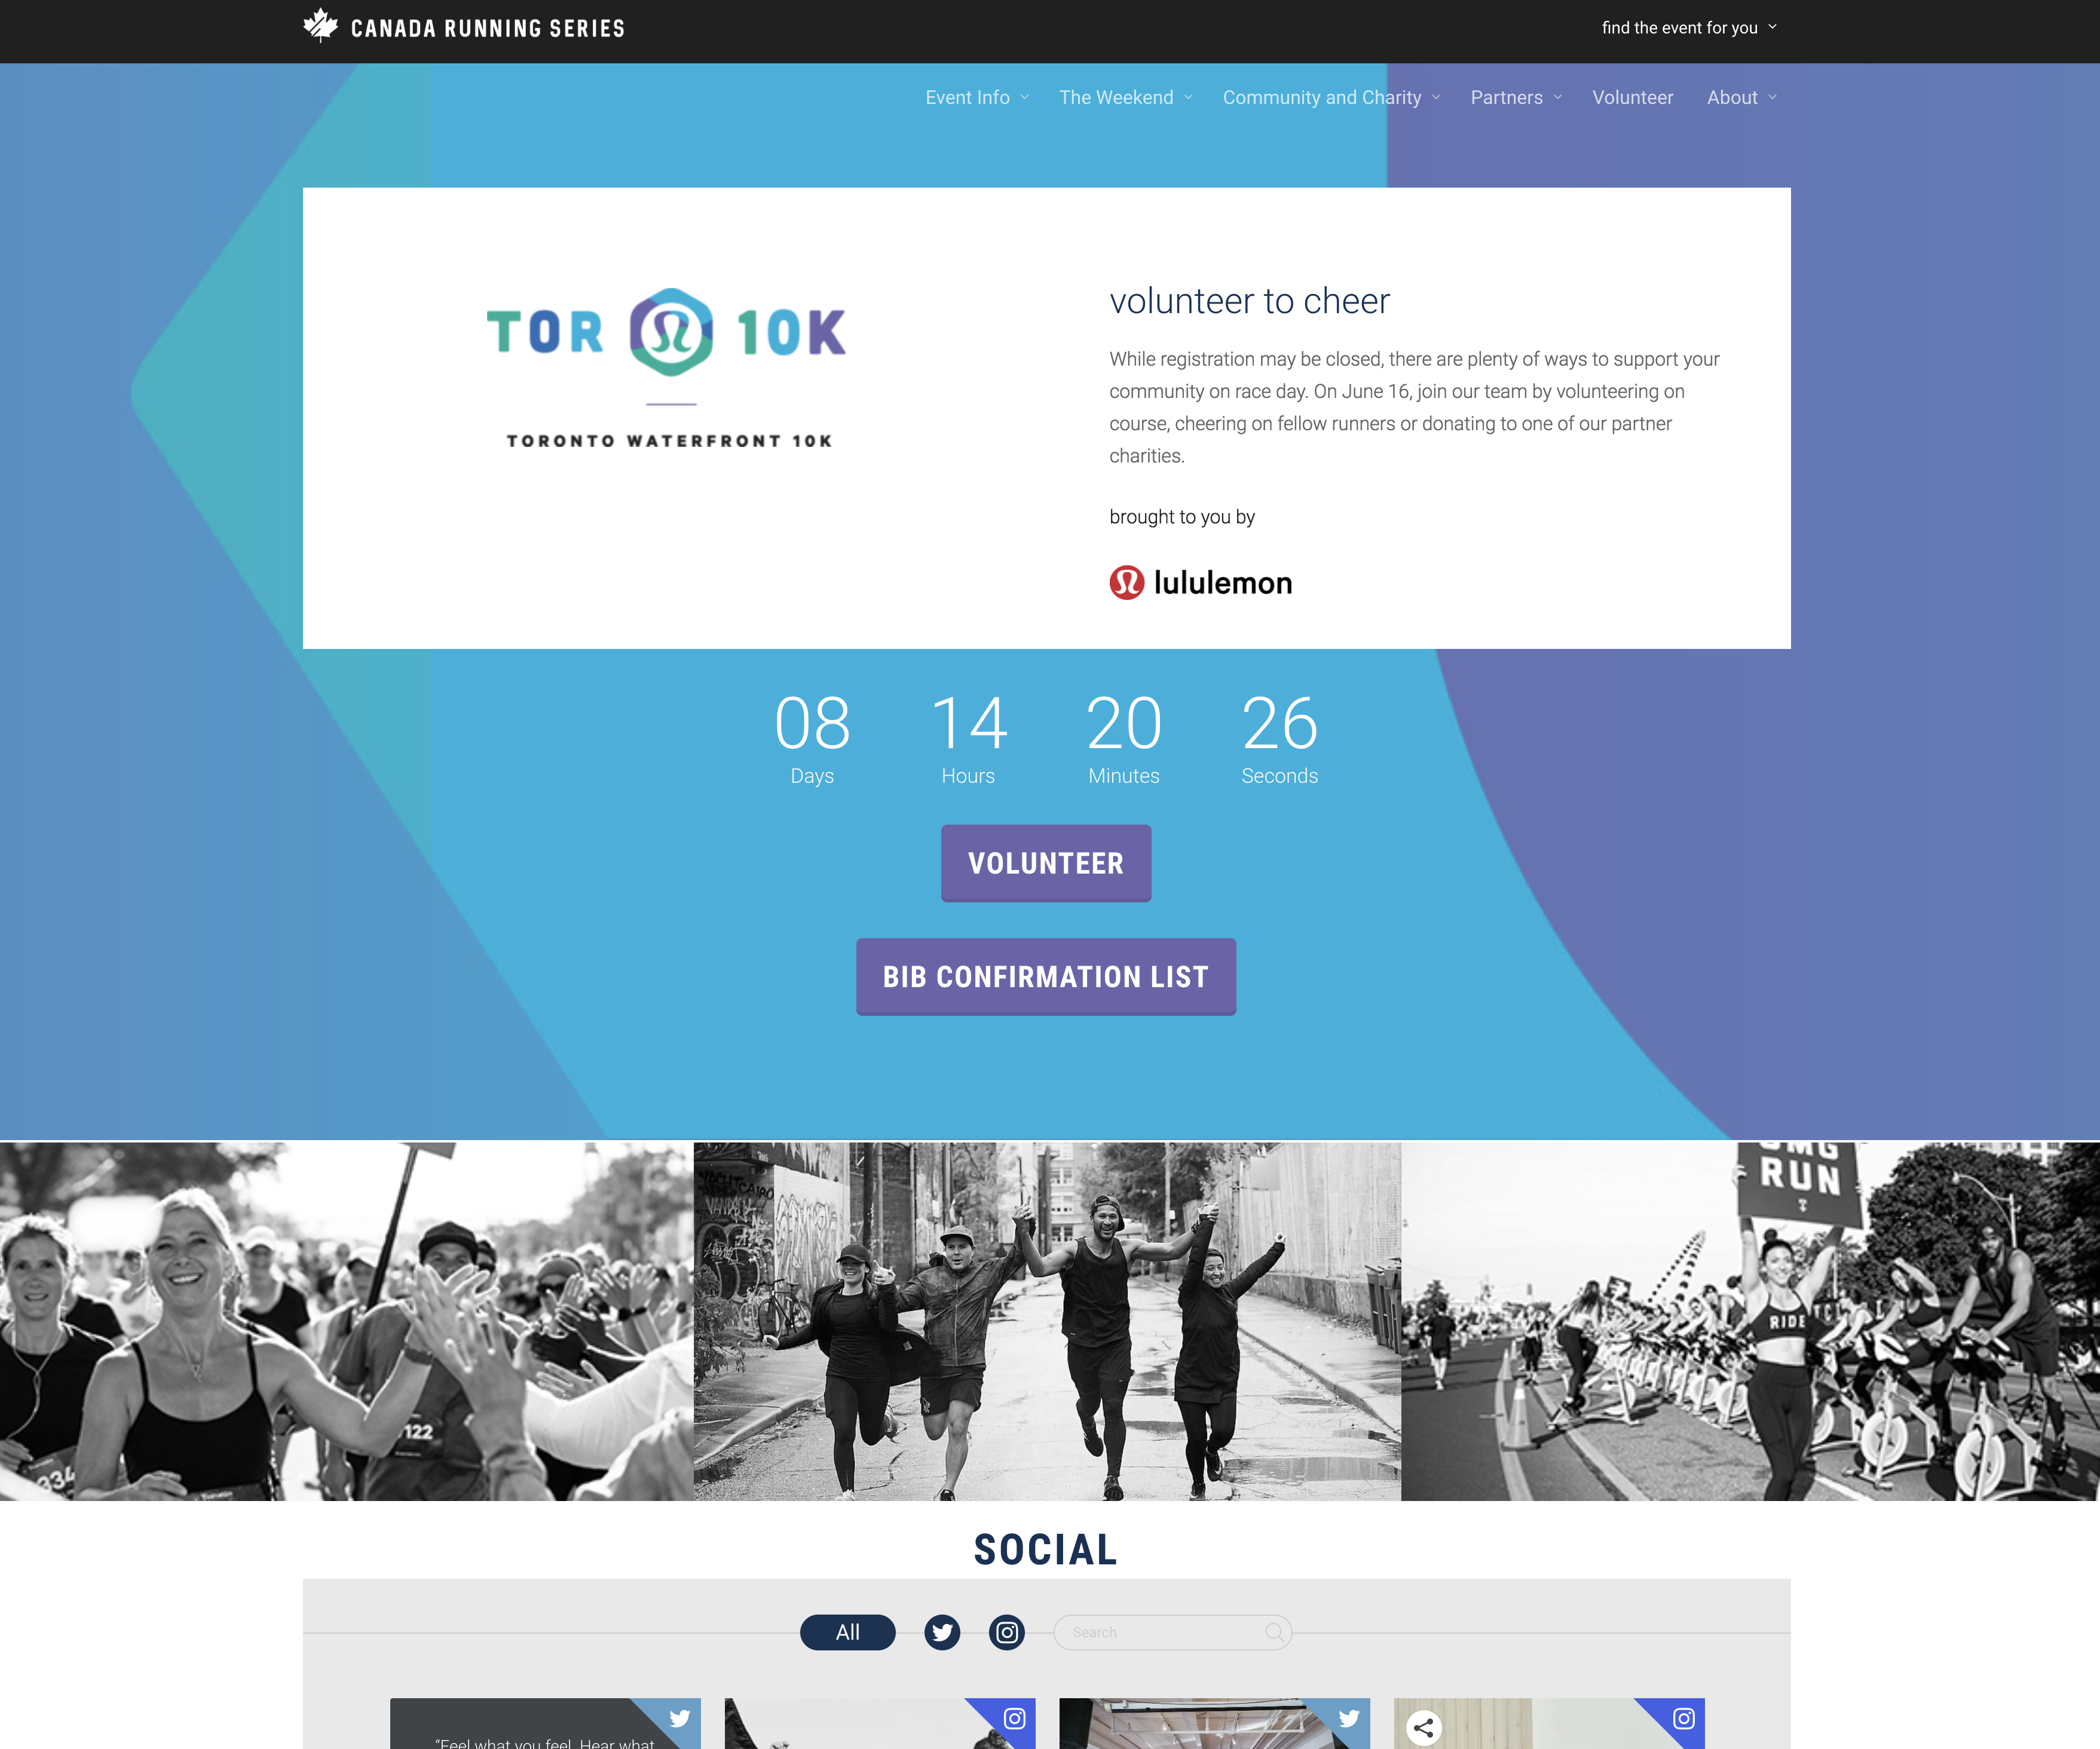 CANADA RUNNING SERIES
find the event for you
Event Info
The Weekend
Community and Charity
Partners
Volunteer
About
TOR 10K
TORONTO WATERFRONT 10K
volunteer to cheer
While registration may be closed, there are plenty of ways to support your
community on race day. On June 16, join our team by volunteering on
course, cheering on fellow runners or donating to one of our partner
charities.
brought to you by
lululemon
08 14 20 26
Days Hours Minutes Seconds
VOLUNTEER
BIB CONFIRMATION LIST
RUN
RIDE
122
SOCIAL
All
Search
“Feel what you feel. Hear what